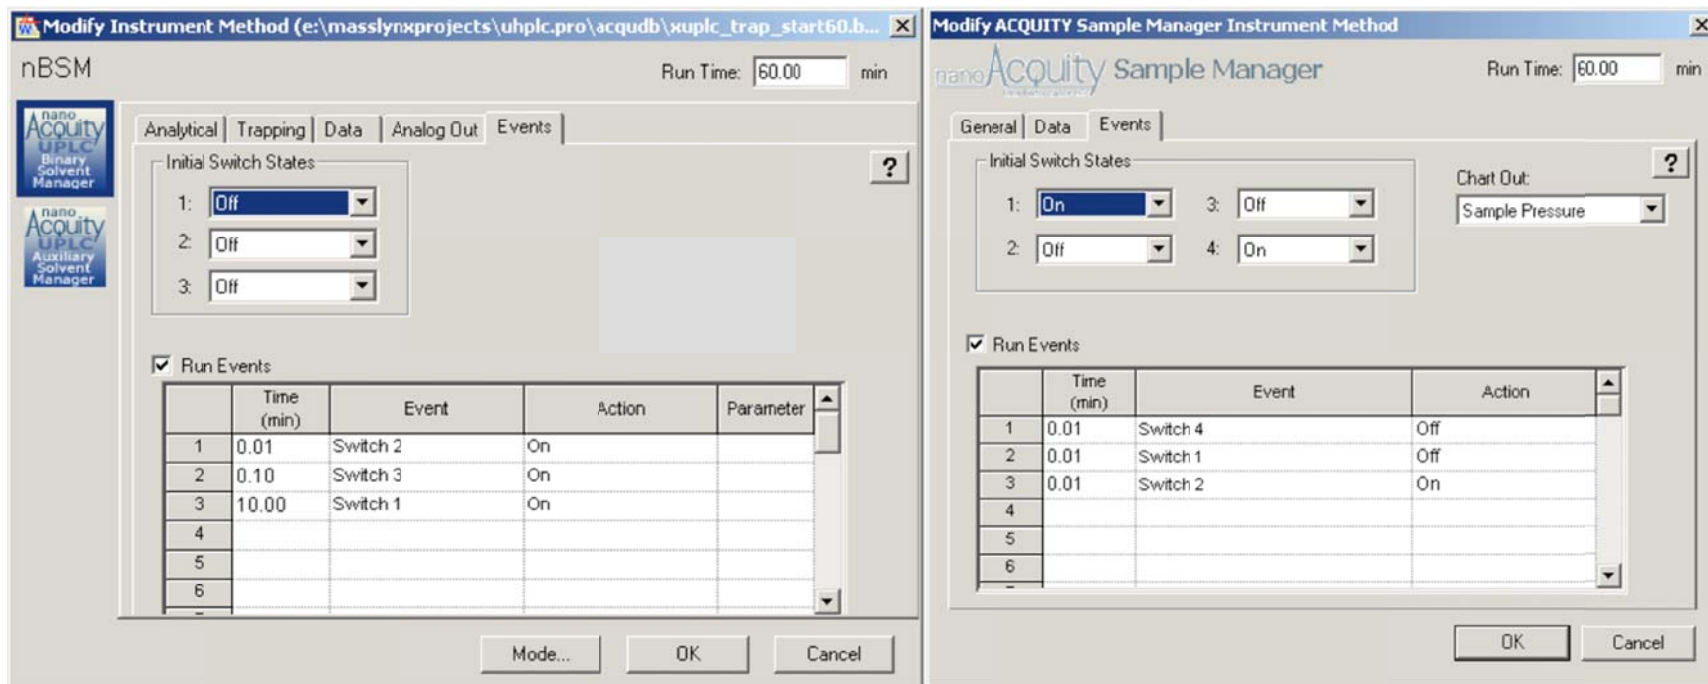 Modify Instrument Method (e:\masslynxprojects\uhplc.pro\acqudb\xuplc_trap_start60.b...
nBSM
Run Time: 60.00 min
nano
Acquity
UPLC
Binary
Solvent
Manager
nano
Acquity
UPLC
Auxiliary
Solvent
Manager
Analytical Trapping Data Analog Out Events
Initial Switch States
?
1: Off
2: Off
3: Off
Run Events
Time (min) Event Action Parameter
1 0.01 Switch 2 On
2 0.10 Switch 3 On
3 10.00 Switch 1 On
4
5
6
Mode... OK Cancel
Modify ACQUITY Sample Manager Instrument Method
nanoAcquity Sample Manager
Run Time: 60.00 min
General Data Events
Initial Switch States
?
1: On 3: Off
2: Off 4: On
Chart Out:
Sample Pressure
Run Events
Time (min) Event Action
1 0.01 Switch 4 Off
2 0.01 Switch 1 Off
3 0.01 Switch 2 On
4
5
6
OK Cancel